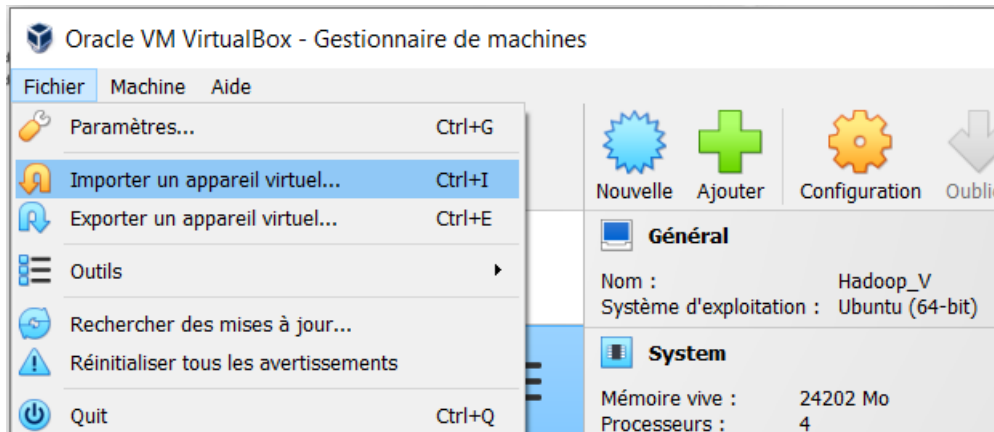 Oracle VM VirtualBox - Gestionnaire de machines
Fichier Machine Aide
Paramètres... Ctrl+G
Importer un appareil virtuel... Ctrl+I
Exporter un appareil virtuel... Ctrl+E
Outils
Rechercher des mises à jour...
Réinitialiser tous les avertissements
Quit Ctrl+Q
Nouvelle Ajouter Configuration
Général
Nom : Hadoop_V
Système d'exploitation : Ubuntu (64-bit)
System
Mémoire vive : 24202 Mo
Processeurs : 4